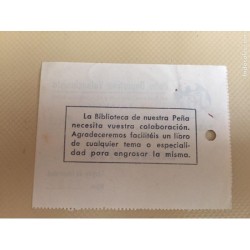 La Biblioteca de nuestra Peña
necesita vuestra colaboración.
Agradeceremos facilitéis un libro
de cualquier tema o especiali-
dad para engrosar la misma.